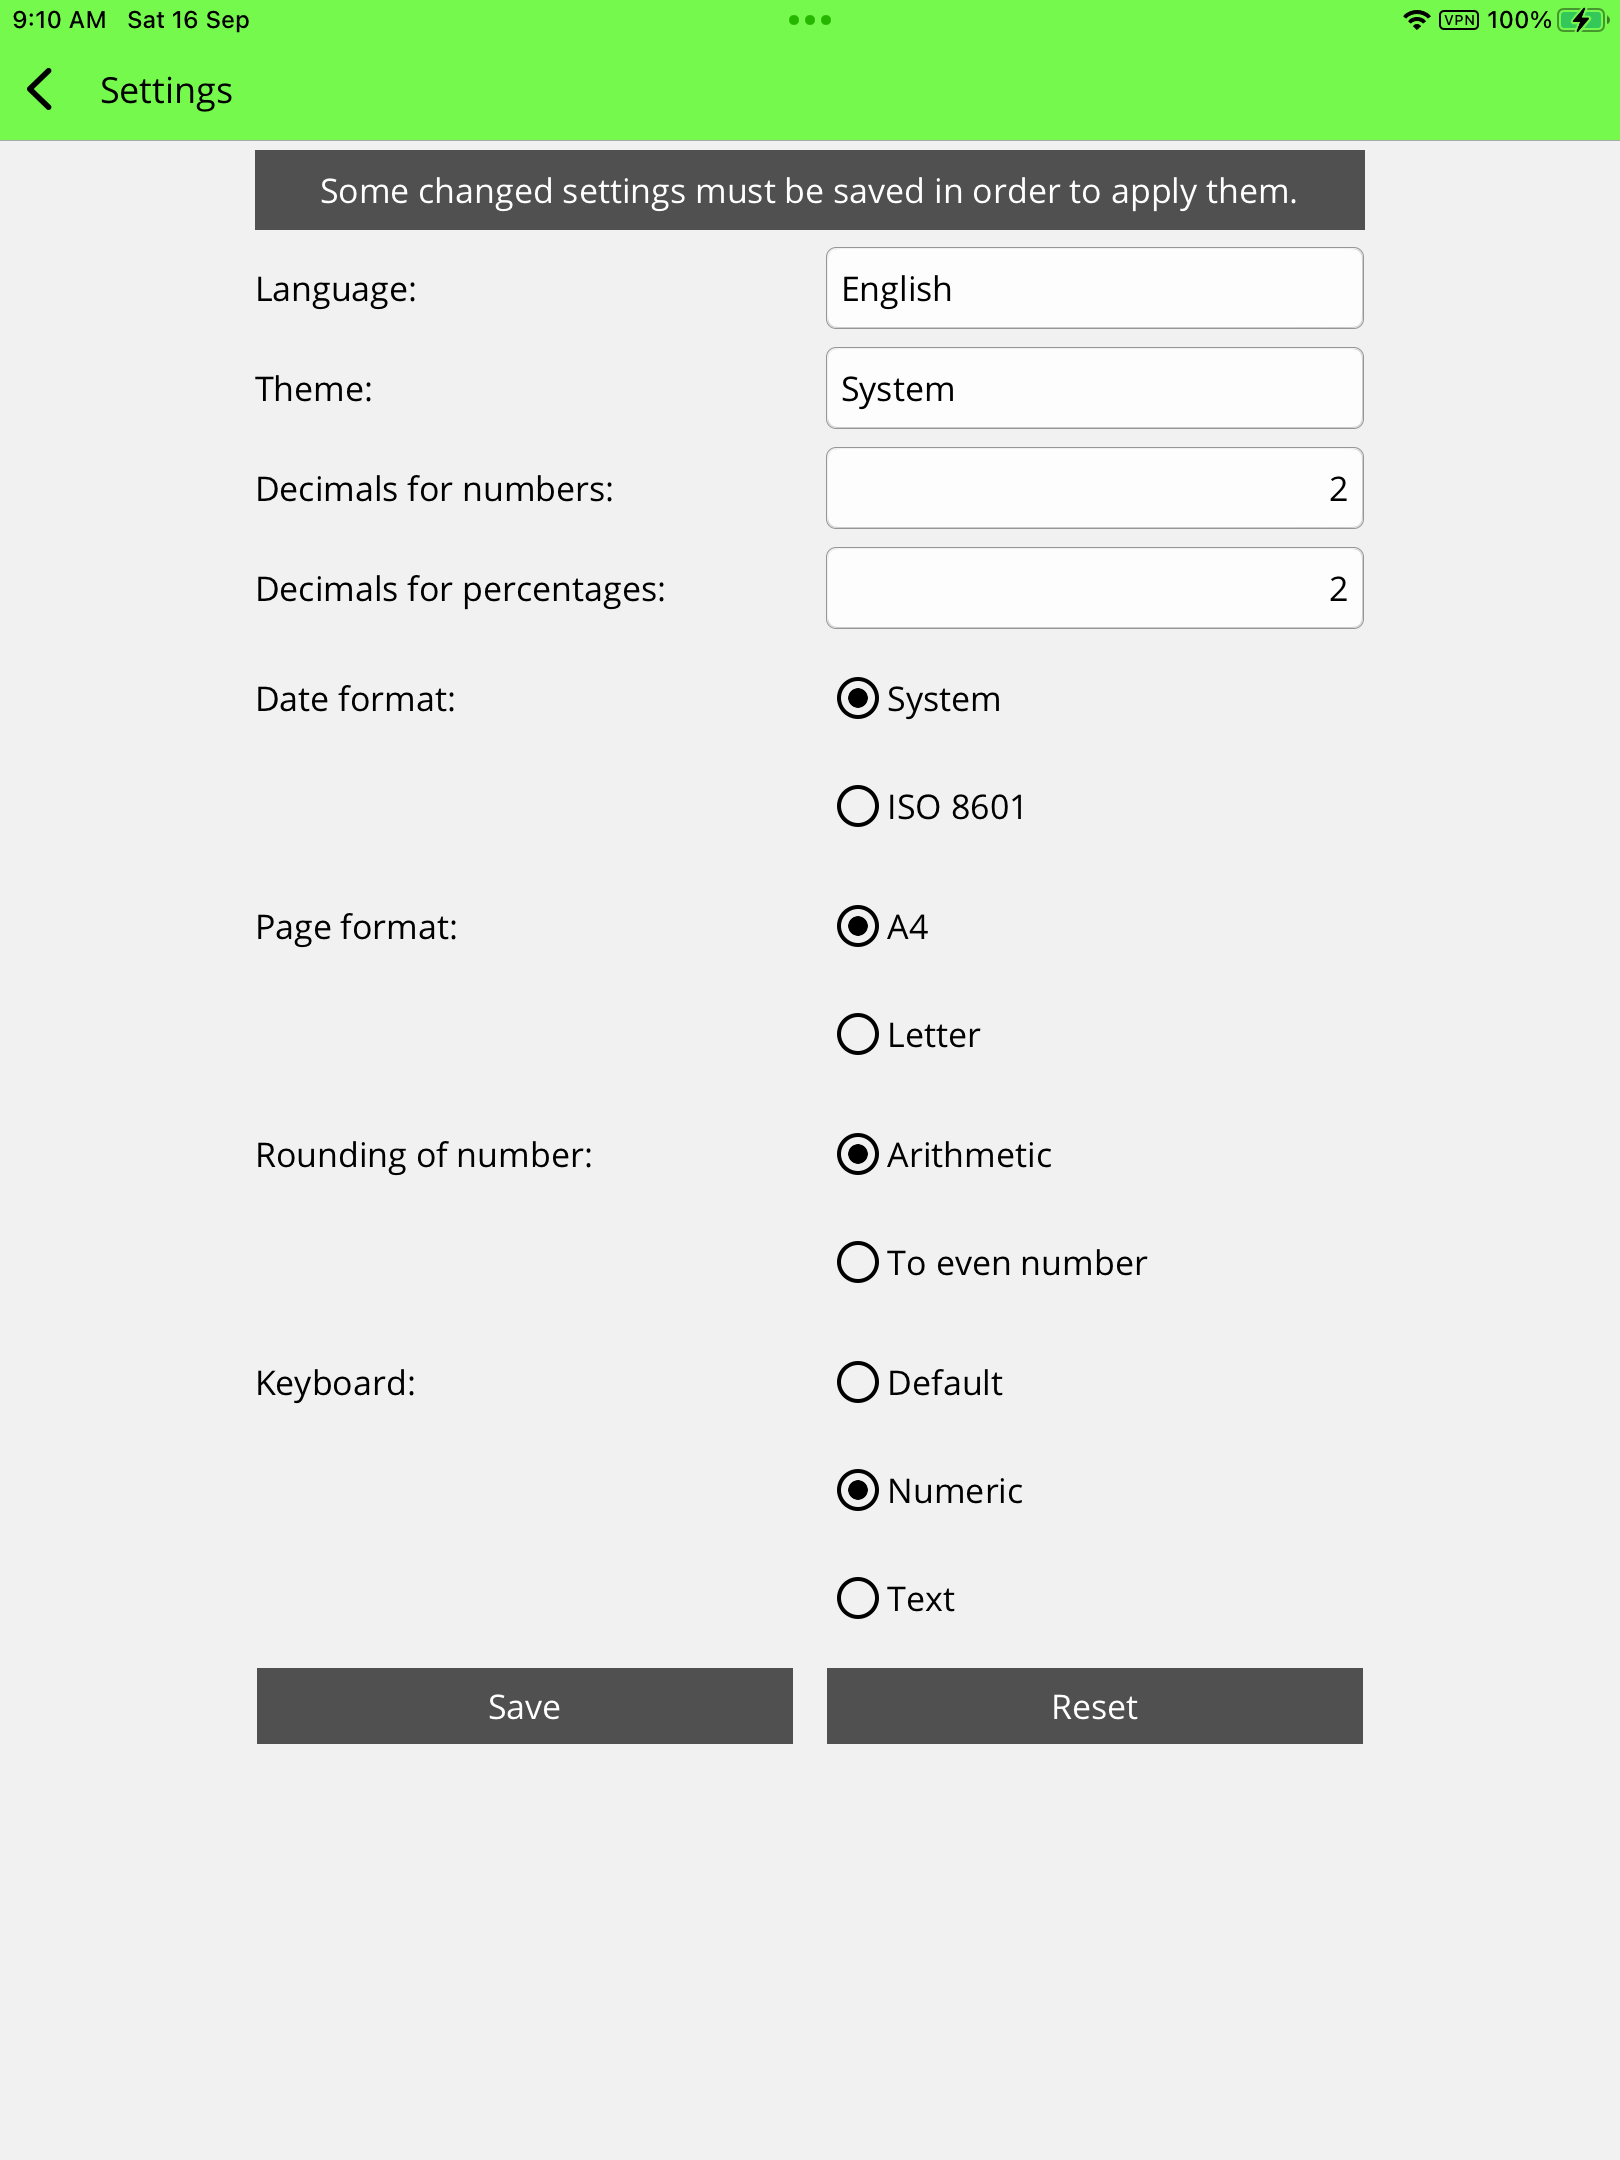 9:10 AM Sat 16 Sep VPN 100%
Settings
Some changed settings must be saved in order to apply them.
Language: English
Theme: System
Decimals for numbers: 2
Decimals for percentages: 2
Date format: System
ISO 8601
Page format: A4
Letter
Rounding of number: Arithmetic
To even number
Keyboard: Default
Numeric
Text
Save Reset